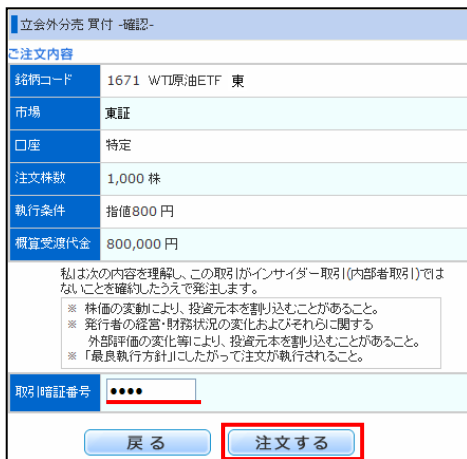 立会外分売 買付 -確認-
ご注文内容
銘柄コード 1671 WTI原油ETF 東
市場 東証
口座 特定
注文株数 1,000 株
執行条件 指値800 円
概算受渡代金 800,000 円
私は次の内容を理解し、この取引がインサイダー取引(内部者取引)では
ないことを確約したうえで発注します。
※ 株価の変動により、投資元本を割り込むことがあること。
※ 発行者の経営・財務状況の変化およびそれらに関する
外部評価の変化等により、投資元本を割り込むことがあること。
※ 「最良執行方針」にしたがって注文が執行されること。
取引暗証番号 ●●●●
戻る 注文する